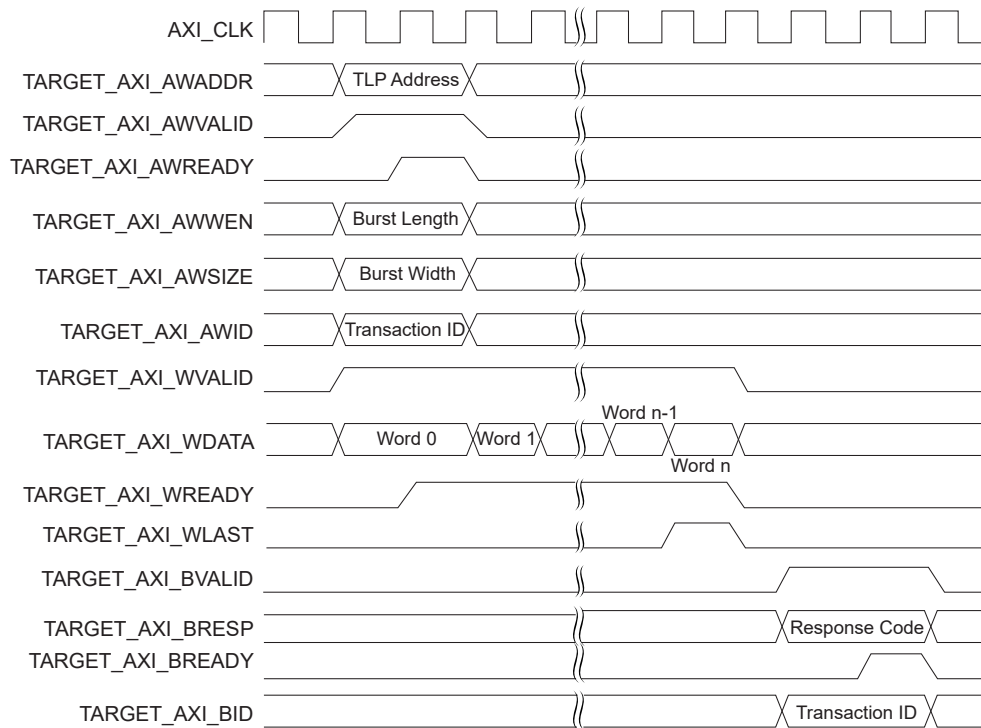 AXI_CLK
TARGET_AXI_AWADDR
TLP Address
TARGET_AXI_AWVALID
TARGET_AXI_AWREADY
TARGET_AXI_AWWEN
Burst Length
TARGET_AXI_AWSIZE
Burst Width
TARGET_AXI_AWID
Transaction ID
TARGET_AXI_WVALID
Word n-1
TARGET_AXI_WDATA
Word 0
Word 1
Word n
TARGET_AXI_WREADY
TARGET_AXI_WLAST
TARGET_AXI_BVALID
TARGET_AXI_BRESP
Response Code
TARGET_AXI_BREADY
TARGET_AXI_BID
Transaction ID